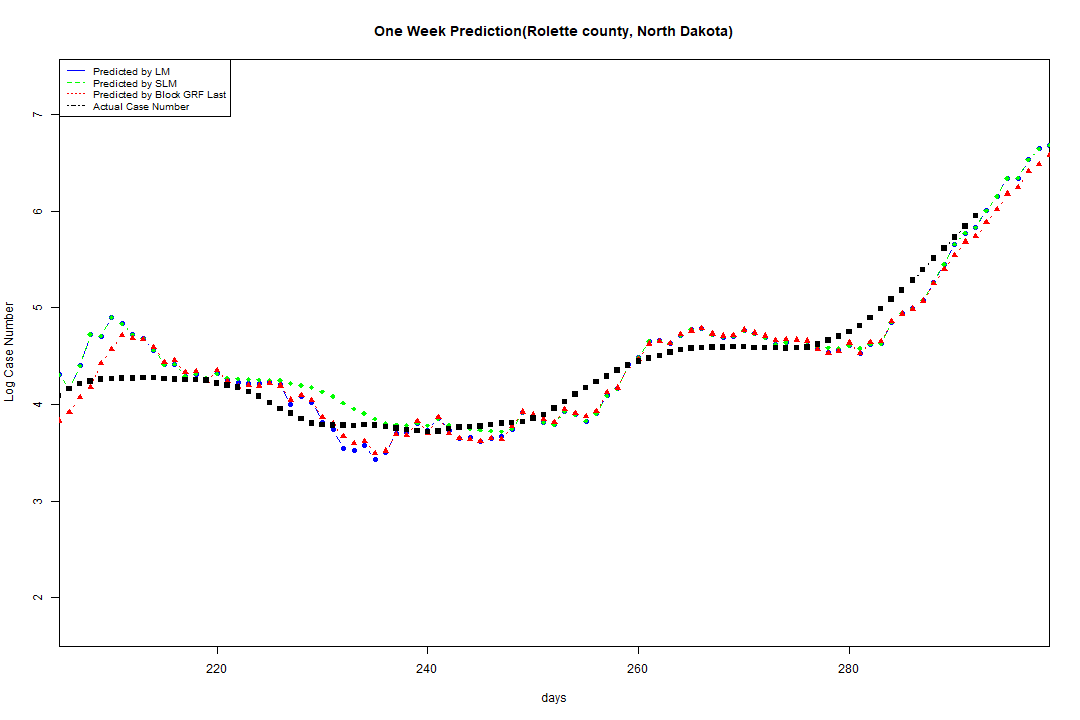 One Week Prediction(Rolette county, North Dakota)
Predicted by LM
Predicted by SLM
Predicted by Block GRF Last
Actual Case Number
7
6
5
4
3
2
Log Case Number
220 240 260 280
days